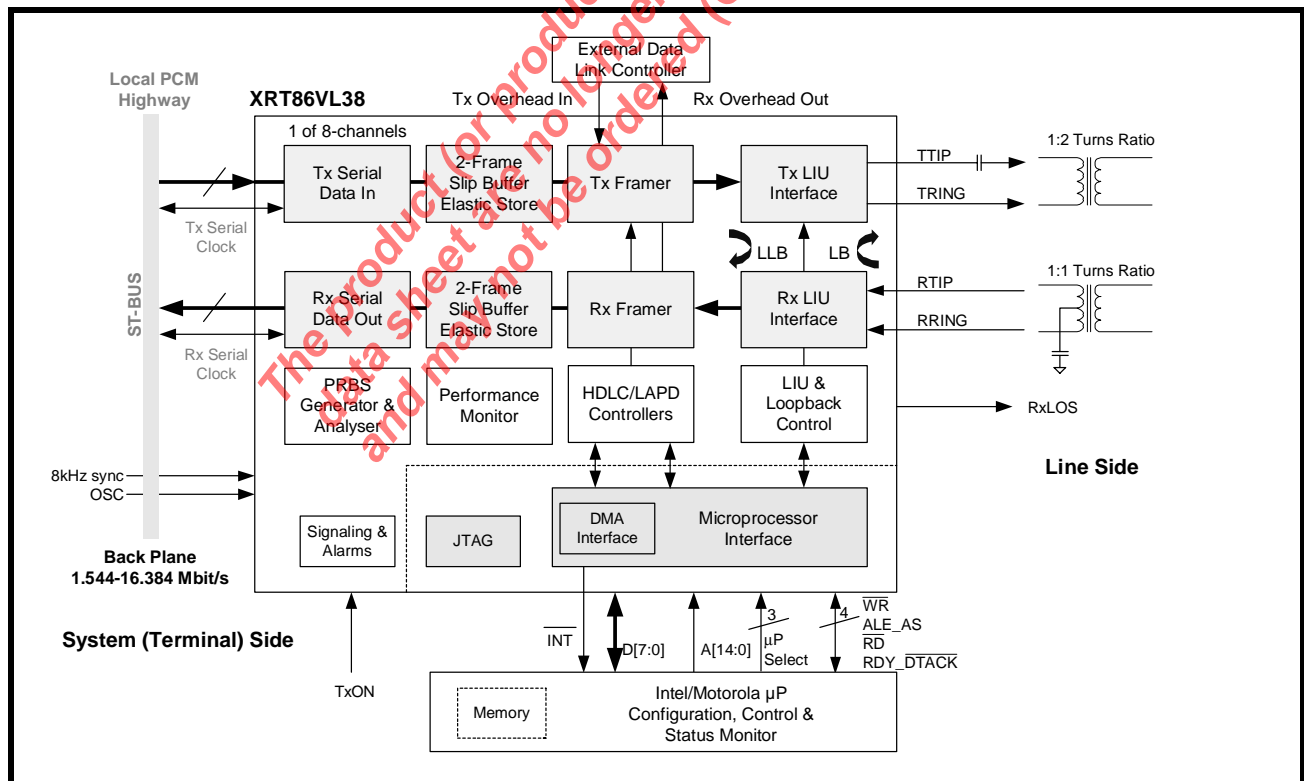 External Data
Link Controller
Local PCM
Highway
XRT86VL38
Tx Overhead In
Rx Overhead Out
1 of 8-channels
Tx Serial
Data In
2-Frame
Slip Buffer
Elastic Store
Tx Framer
Tx LIU
Interface
TTIP
TRING
1:2 Turns Ratio
Tx Serial
Clock
LLB
LB
ST-BUS
Rx Serial
Data Out
2-Frame
Slip Buffer
Elastic Store
Rx Framer
Rx LIU
Interface
RTIP
RRING
1:1 Turns Ratio
Rx Serial
Clock
PRBS
Generator &
Analyser
Performance
Monitor
HDLC/LAPD
Controllers
LIU &
Loopback
Control
RxLOS
Line Side
8kHz sync
OSC
Signaling &
Alarms
JTAG
DMA
Interface
Microprocessor
Interface
Back Plane
1.544-16.384 Mbit/s
System (Terminal) Side
TxON
INT
D[7:0]
A[14:0]
3
µP
Select
4
WR
ALE_AS
RD
RDY_DTACK
Memory
Intel/Motorola µP
Configuration, Control &
Status Monitor
The product (or produc
data sheet are no longer
and may not be ordered (